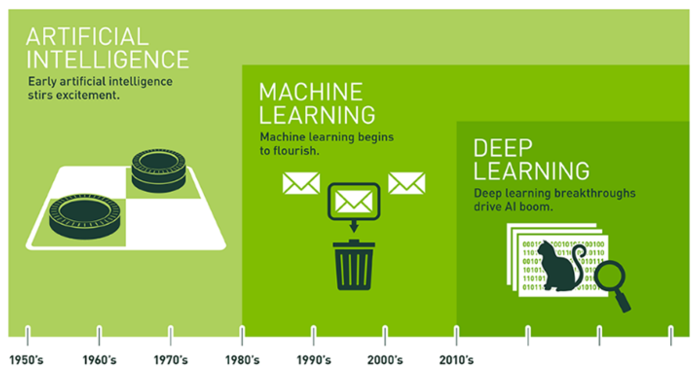 ARTIFICIAL
INTELLIGENCE
Early artificial intelligence
stirs excitement.
MACHINE
LEARNING
Machine learning begins
to flourish.
DEEP
LEARNING
Deep learning breakthroughs
drive AI boom.
1950's 1960's 1970's 1980's 1990's 2000's 2010's